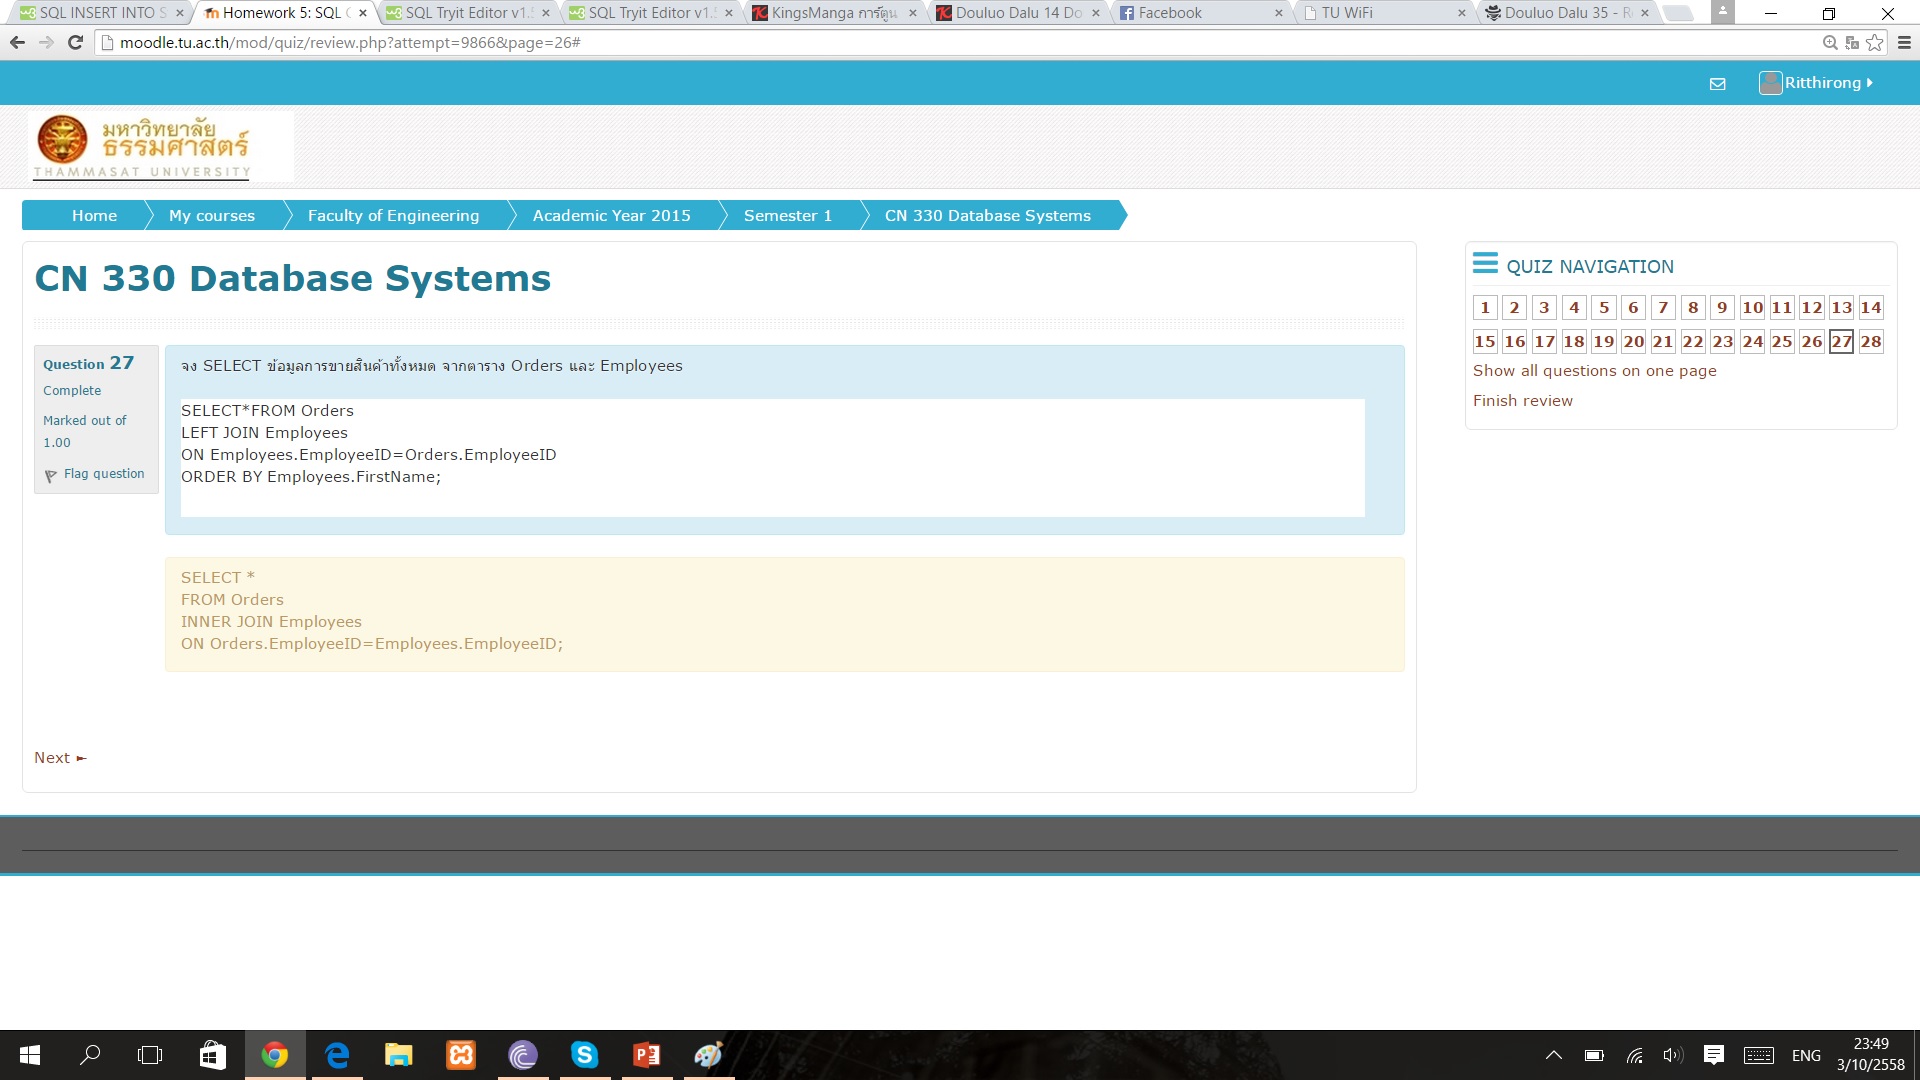 SQL INSERT INTO S
Homework 5: SQL
SQL Tryit Editor v1.
SQL Tryit Editor v1.
KingsManga การ์ตูน
Douluo Dalu 14 Do
Facebook
TU WiFi
Douluo Dalu 35 - R
moodle.tu.ac.th/mod/quiz/review.php?attempt=9866&page=26#
Ritthirong
มหาวิทยาลัย
ธรรมศาสตร์
THAMMASAT UNIVERSITY
Home
My courses
Faculty of Engineering
Academic Year 2015
Semester 1
CN 330 Database Systems
CN 330 Database Systems
Question 27
Complete
Marked out of
1.00
Flag question
จง SELECT ข้อมูลการขายสินค้าทั้งหมด จากตาราง Orders และ Employees
SELECT*FROM Orders
LEFT JOIN Employees
ON Employees.EmployeeID=Orders.EmployeeID
ORDER BY Employees.FirstName;
SELECT *
FROM Orders
INNER JOIN Employees
ON Orders.EmployeeID=Employees.EmployeeID;
Next ►
QUIZ NAVIGATION
1 2 3 4 5 6 7 8 9 10 11 12 13 14
15 16 17 18 19 20 21 22 23 24 25 26 27 28
Show all questions on one page
Finish review
ENG
23:49
3/10/2558